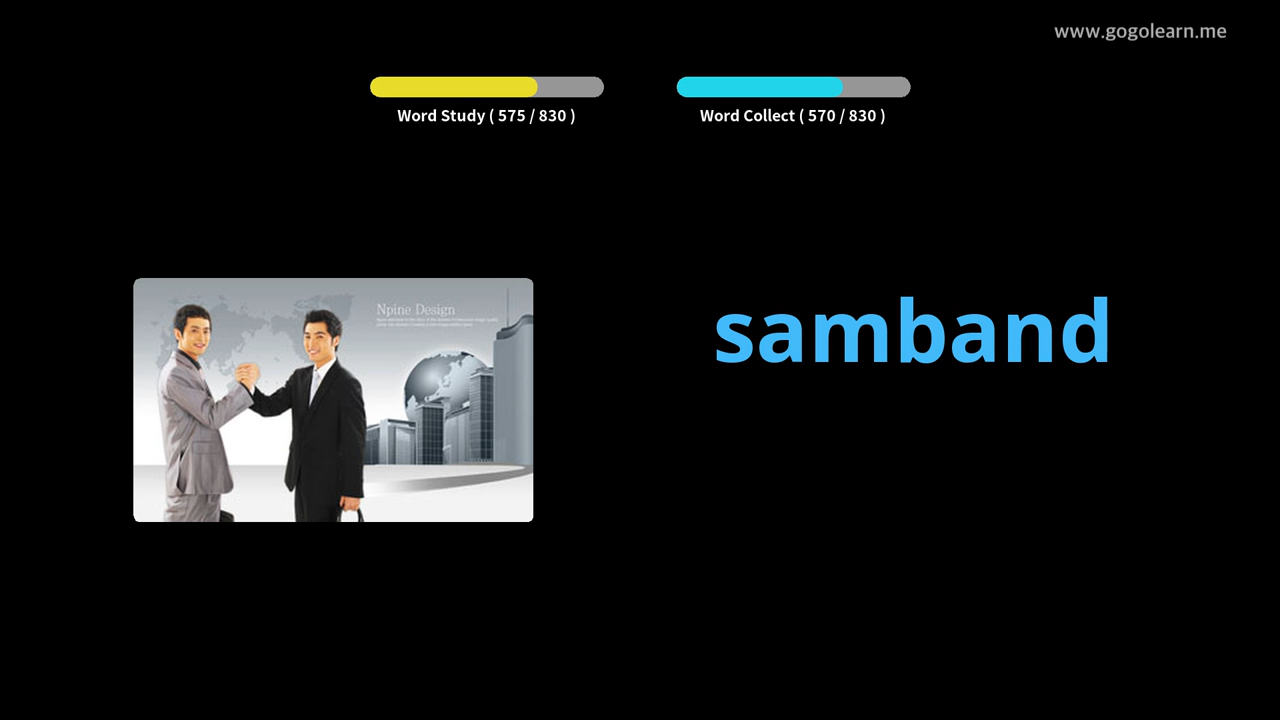 www.gogolearn.me
Word Study ( 575 / 830 )
Word Collect ( 570 / 830 )
Npine Design
samband